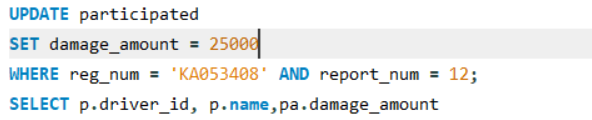 UPDATE participated
SET damage_amount = 25000
WHERE reg_num = 'KA053408' AND report_num = 12;
SELECT p.driver_id, p.name,pa.damage_amount